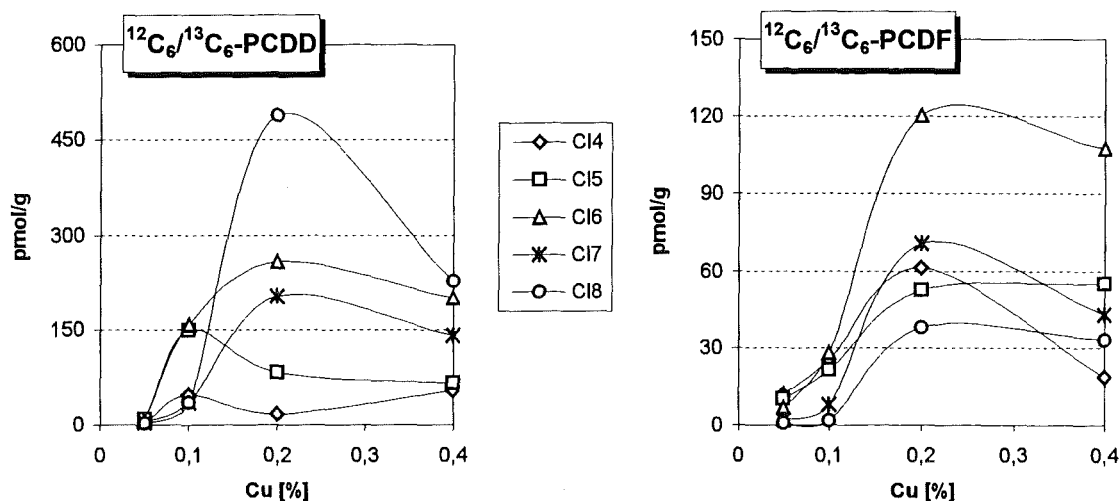 ¹²C₆/¹³C₆-PCDD
600
450
300
150
0
pmol/g
0
0,1
0,2
0,3
0,4
Cu [%]
Cl4
Cl5
Cl6
Cl7
Cl8
¹²C₆/¹³C₆-PCDF
150
120
90
60
30
0
pmol/g
0
0,1
0,2
0,3
0,4
Cu [%]